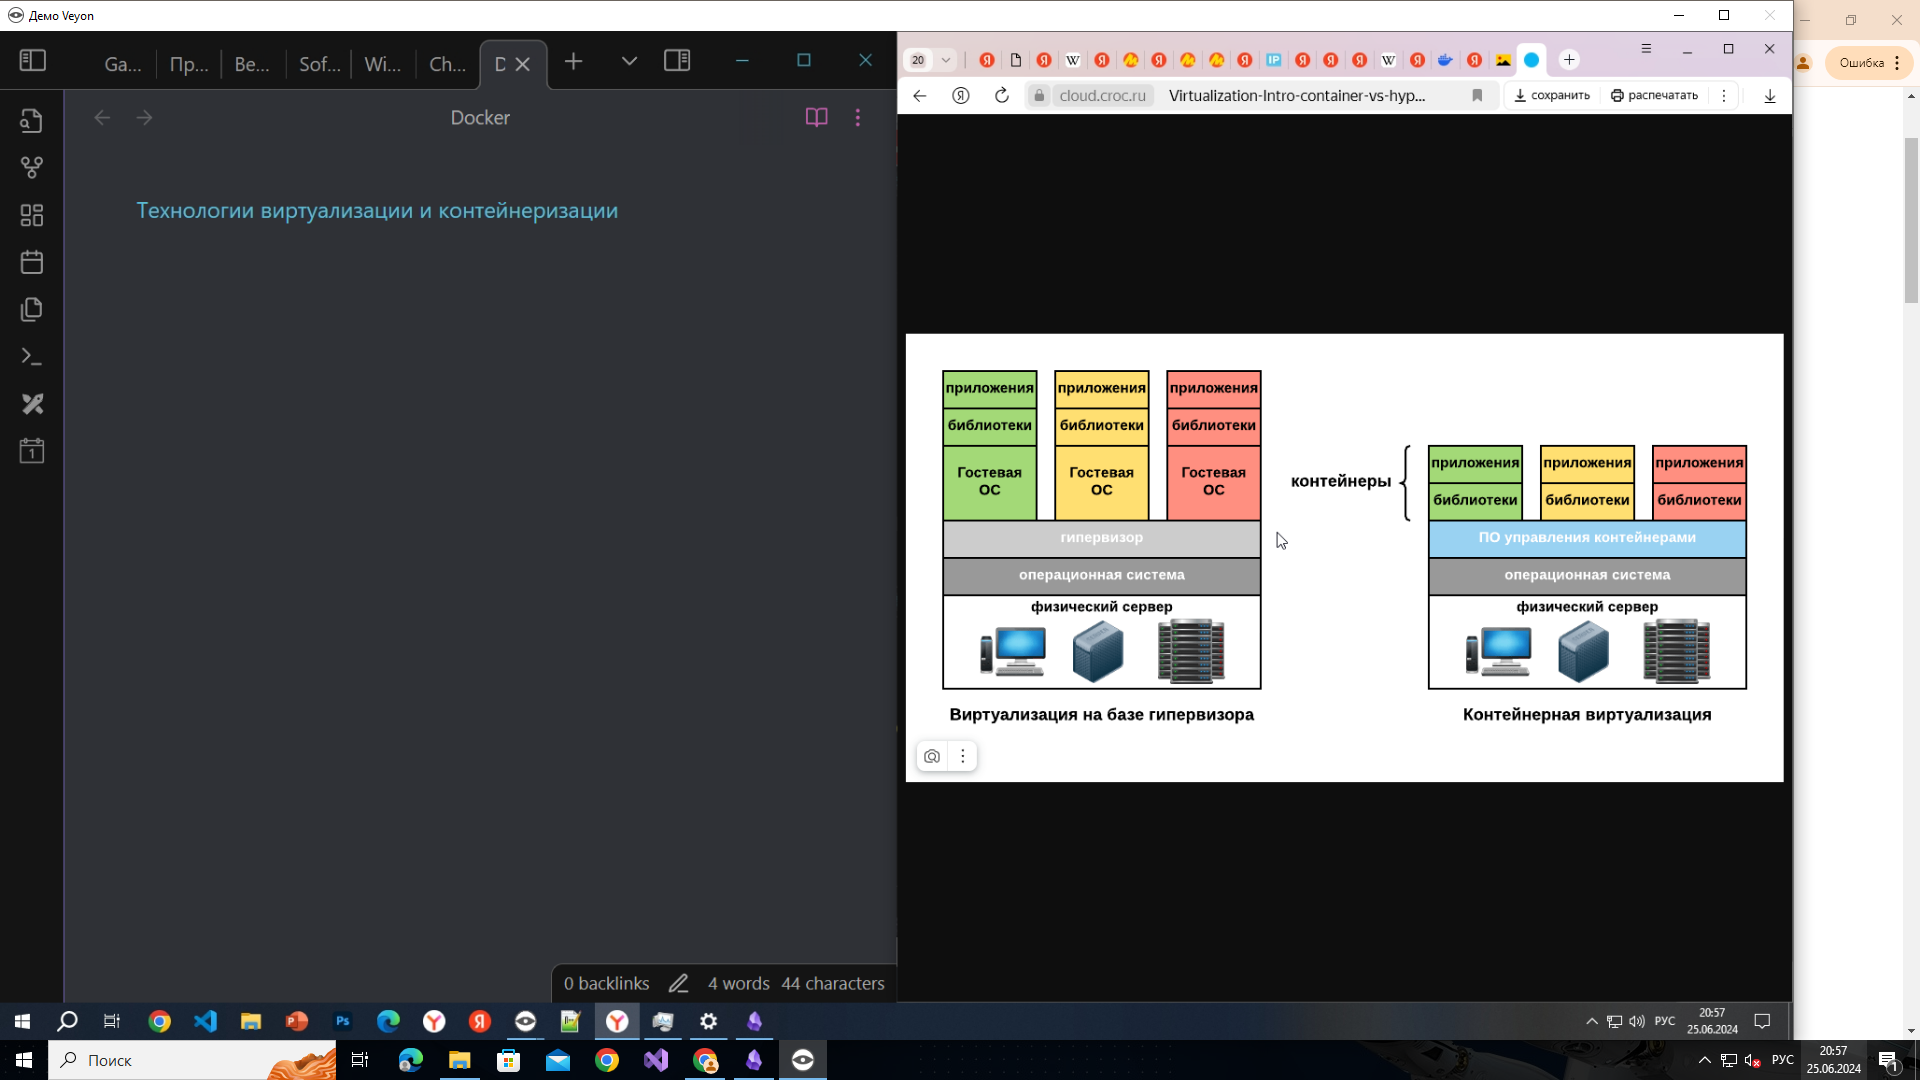 Демо Veyon
Ga...
Пр...
Be...
Sof...
Wi...
Ch...
D
Docker
Технологии виртуализации и контейнеризации
0 backlinks
4 words
44 characters
20
cloud.croc.ru
Virtualization-Intro-container-vs-hyp...
сохранить
распечатать
Ошибка
приложения приложения приложения
библиотеки библиотеки библиотеки
Гостевая ОС Гостевая ОС Гостевая ОС
гипервизор
операционная система
физический сервер
Виртуализация на базе гипервизора
контейнеры
приложения приложения приложения
библиотеки библиотеки библиотеки
ПО управления контейнерами
операционная система
физический сервер
Контейнерная виртуализация
РУС
20:57
25.06.2024
Поиск
РУС
20:57
25.06.2024
1